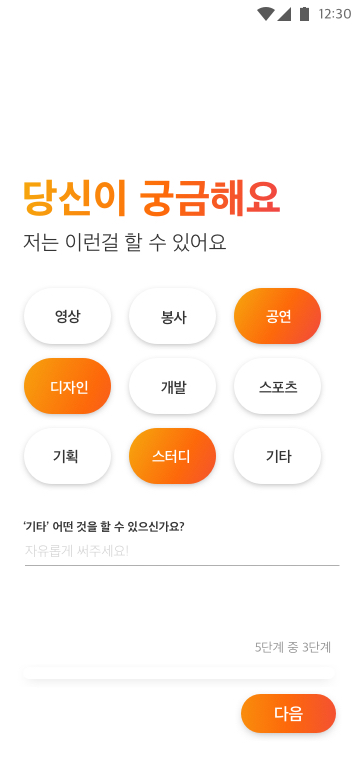 12:30
당신이 궁금해요
저는 이런걸 할 수 있어요
영상 봉사 공연
디자인 개발 스포츠
기획 스터디 기타
‘기타’ 어떤 것을 할 수 있으신가요?
자유롭게 써주세요!
5단계 중 3단계
다음